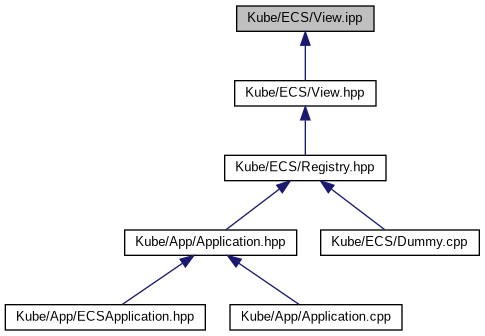 Kube/ECS/View.ipp
Kube/ECS/View.hpp
Kube/ECS/Registry.hpp
Kube/App/Application.hpp
Kube/ECS/Dummy.cpp
Kube/App/ECSApplication.hpp
Kube/App/Application.cpp